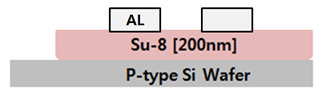 AL
Su-8 [200nm]
P-type Si Wafer